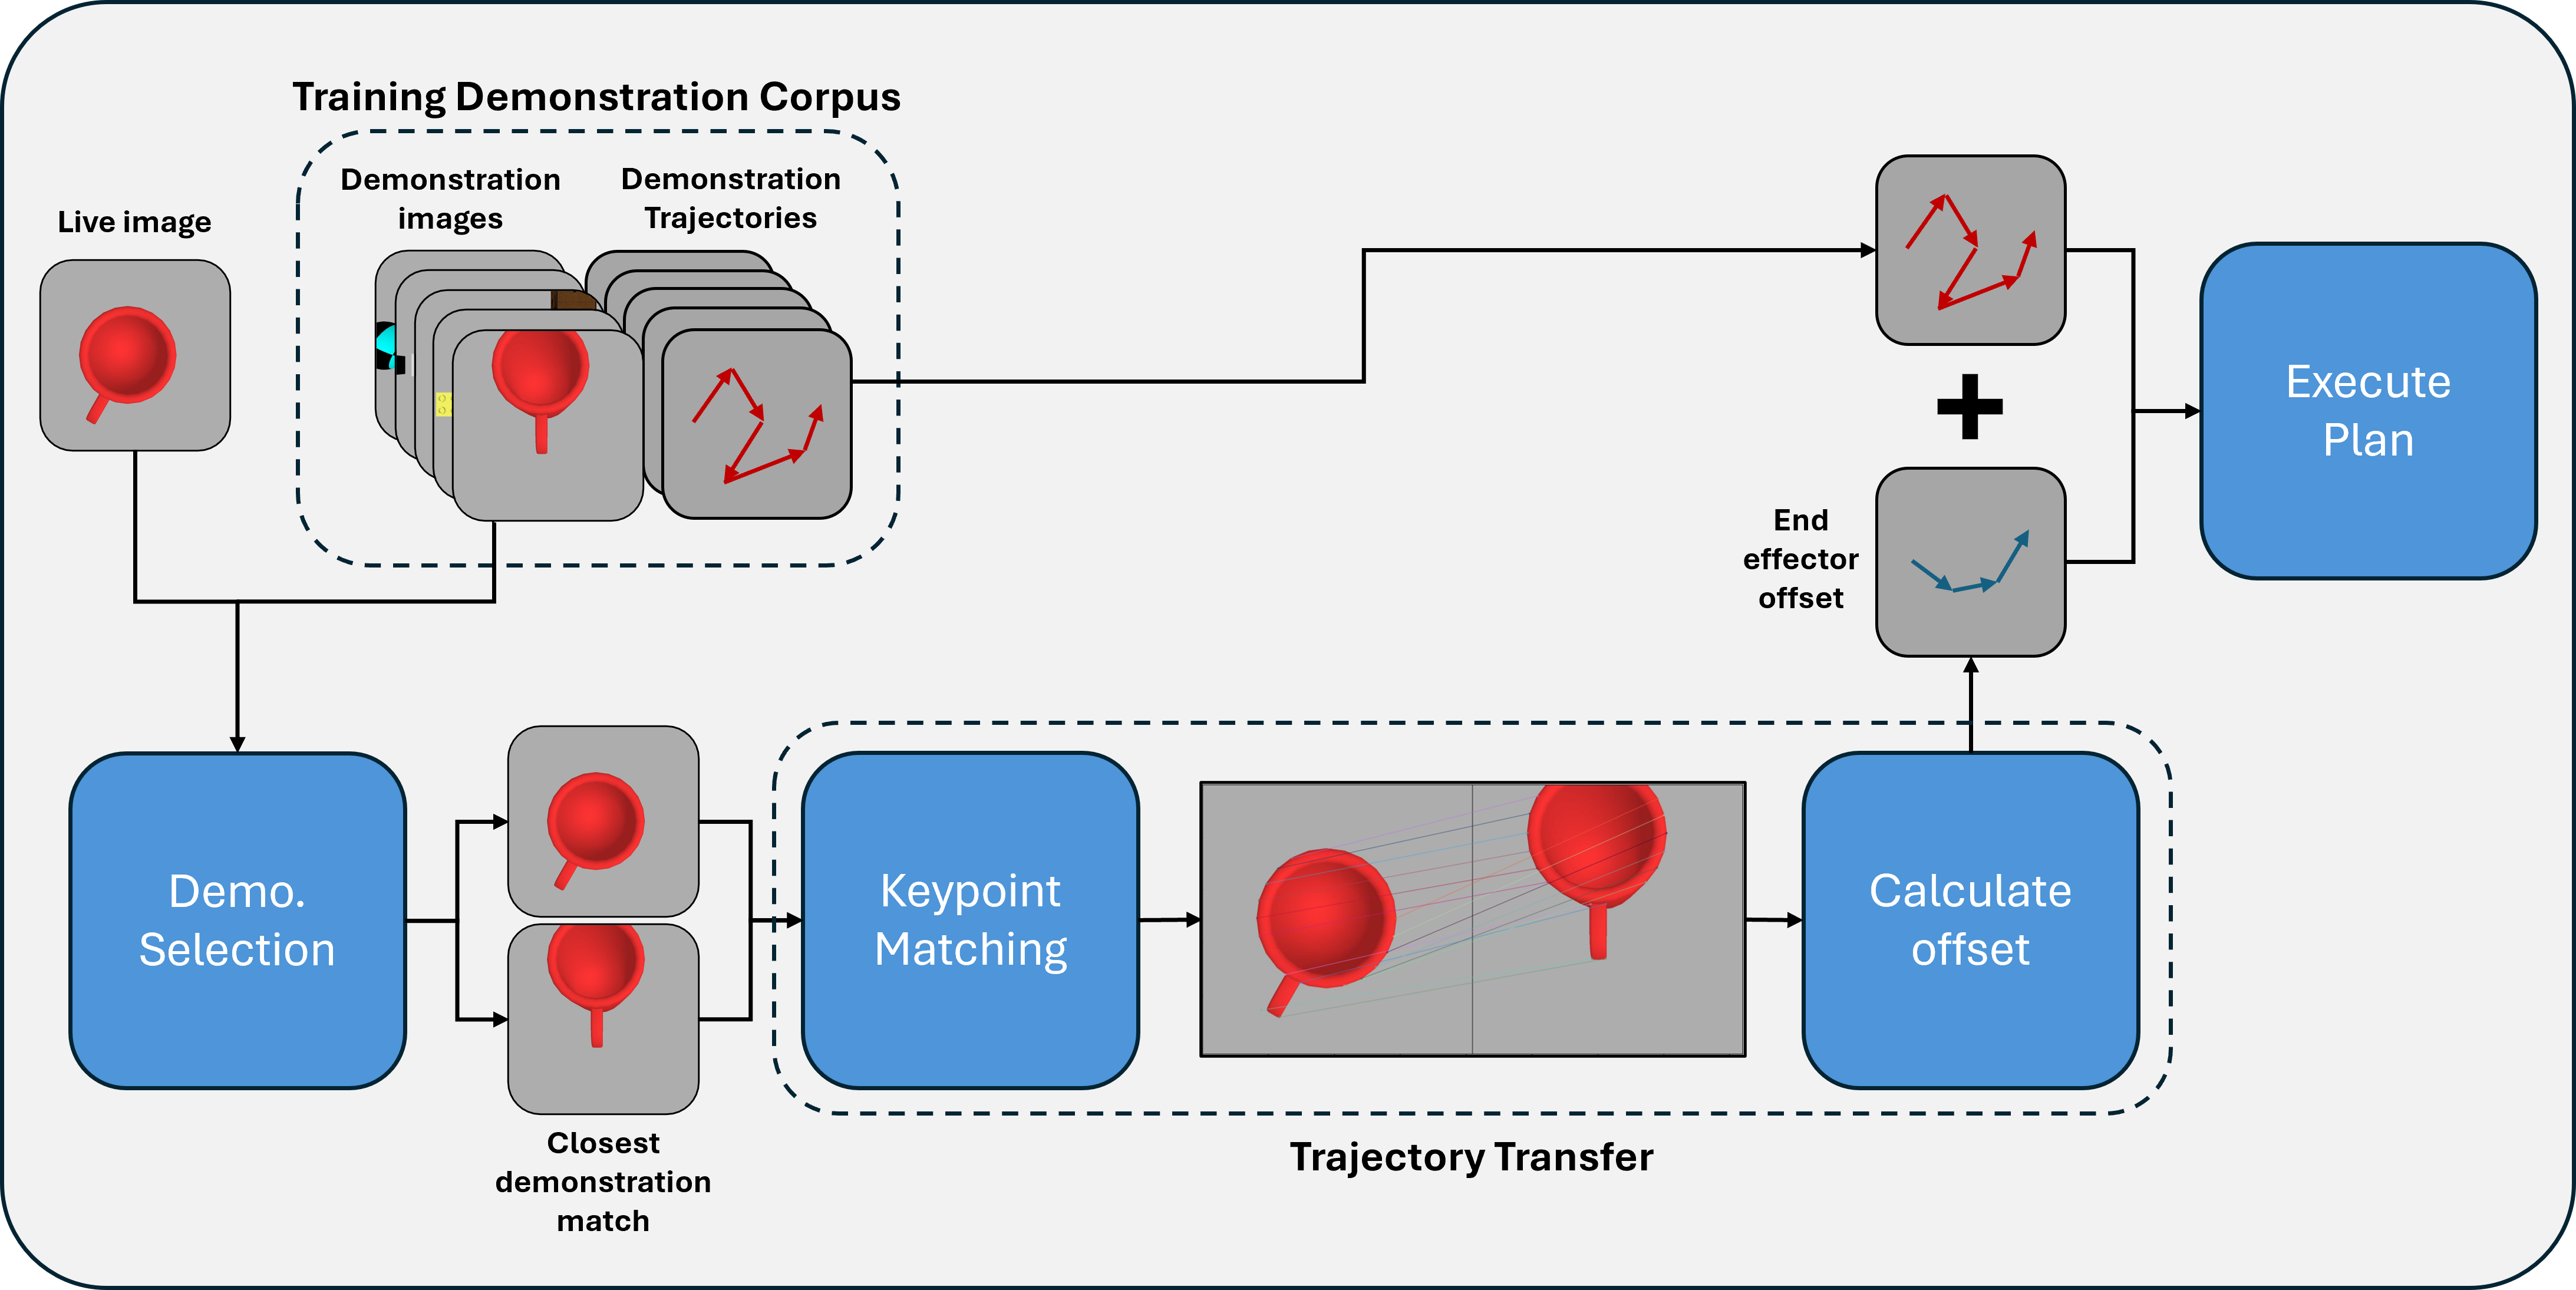 Training Demonstration Corpus
Demonstration
images
Demonstration
Trajectories
Live image
Execute
Plan
End
effector
offset
Demo.
Selection
Closest
demonstration
match
Keypoint
Matching
Calculate
offset
Trajectory Transfer